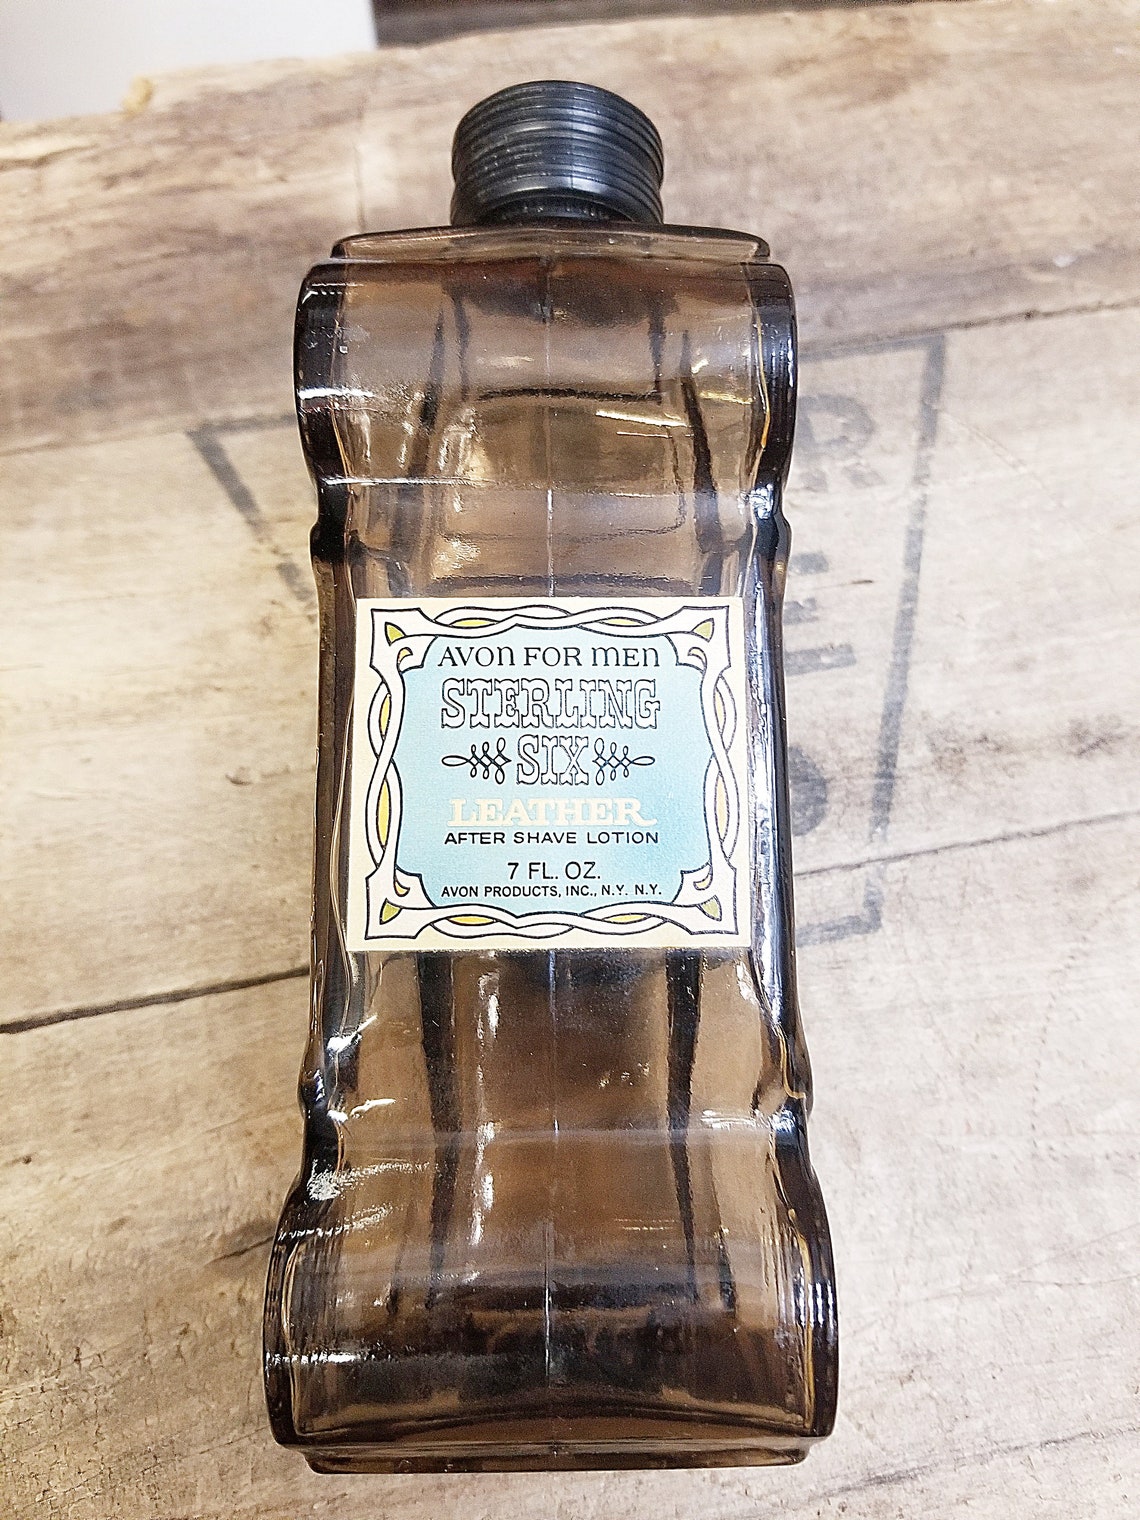 AVON FOR MEN
STERLING
SIX
LEATHER
AFTER SHAVE LOTION
7 FL. OZ.
AVON PRODUCTS, INC., N.Y. N.Y.